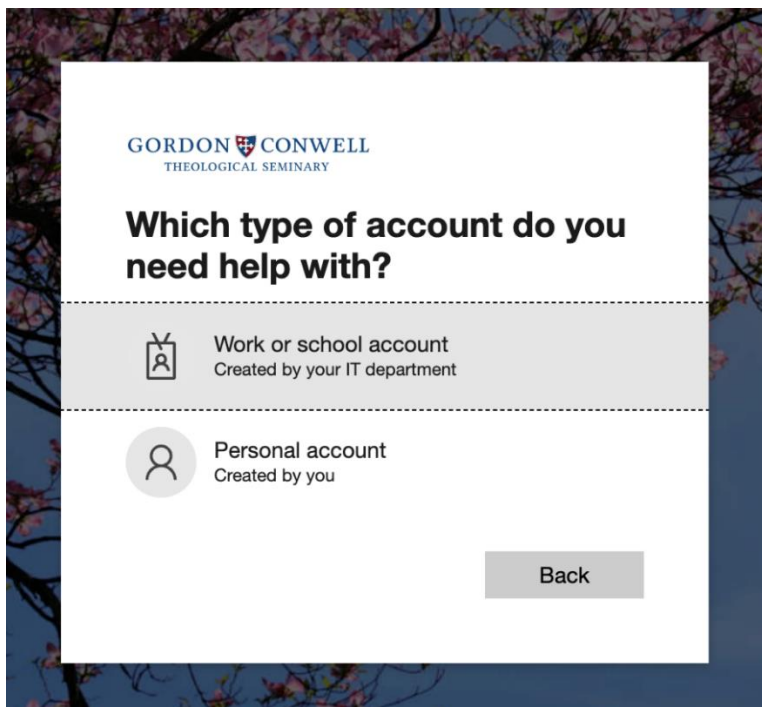 GORDON CONWELL
THEOLOGICAL SEMINARY
Which type of account do you
need help with?
Work or school account
Created by your IT department
Personal account
Created by you
Back